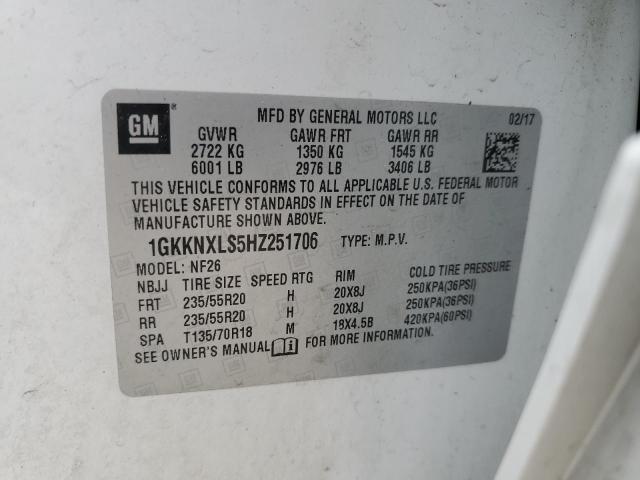 GM
MFD BY GENERAL MOTORS LLC 02/17
GVWR GAWR FRT GAWR RR
2722 KG 1350 KG 1545 KG
6001 LB 2976 LB 3406 LB
THIS VEHICLE CONFORMS TO ALL APPLICABLE U.S. FEDERAL MOTOR
VEHICLE SAFETY STANDARDS IN EFFECT ON THE DATE OF
MANUFACTURE SHOWN ABOVE.
1GKKNXLS5HZ251706 TYPE: M.P.V.
MODEL: NF26
NBJJ TIRE SIZE SPEED RTG RIM COLD TIRE PRESSURE
FRT 235/55R20 H 20X8J 250KPA(36PSI)
RR 235/55R20 H 20X8J 250KPA(36PSI)
SPA T135/70R18 M 18X4.5B 420KPA(60PSI)
SEE OWNER'S MANUAL FOR MORE INFORMATION.